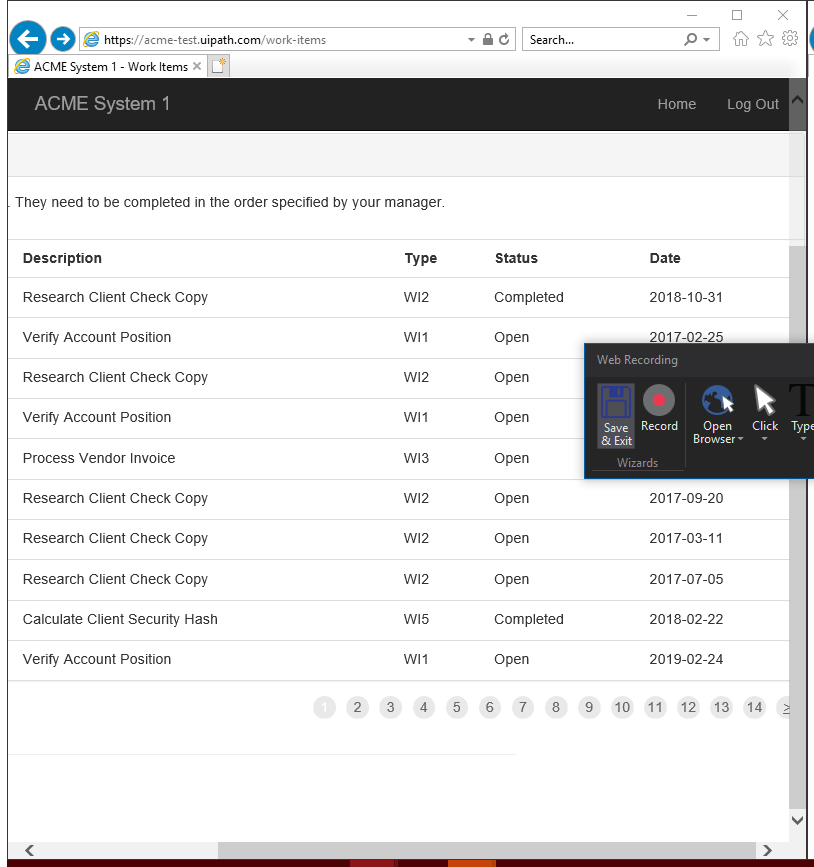 https://acme-test.uipath.com/work-items
Search...
ACME System 1 - Work Items
ACME System 1
Home
Log Out
. They need to be completed in the order specified by your manager.
Description Type Status Date
Research Client Check Copy WI2 Completed 2018-10-31
Verify Account Position WI1 Open 2017-02-25
Research Client Check Copy WI2 Open
Verify Account Position WI1 Open
Process Vendor Invoice WI3 Open
Web Recording
Save & Exit
Record
Open Browser
Click
Type
Wizards
Research Client Check Copy WI2 Open 2017-09-20
Research Client Check Copy WI2 Open 2017-03-11
Research Client Check Copy WI2 Open 2017-07-05
Calculate Client Security Hash WI5 Completed 2018-02-22
Verify Account Position WI1 Open 2019-02-24
1 2 3 4 5 6 7 8 9 10 11 12 13 14 >